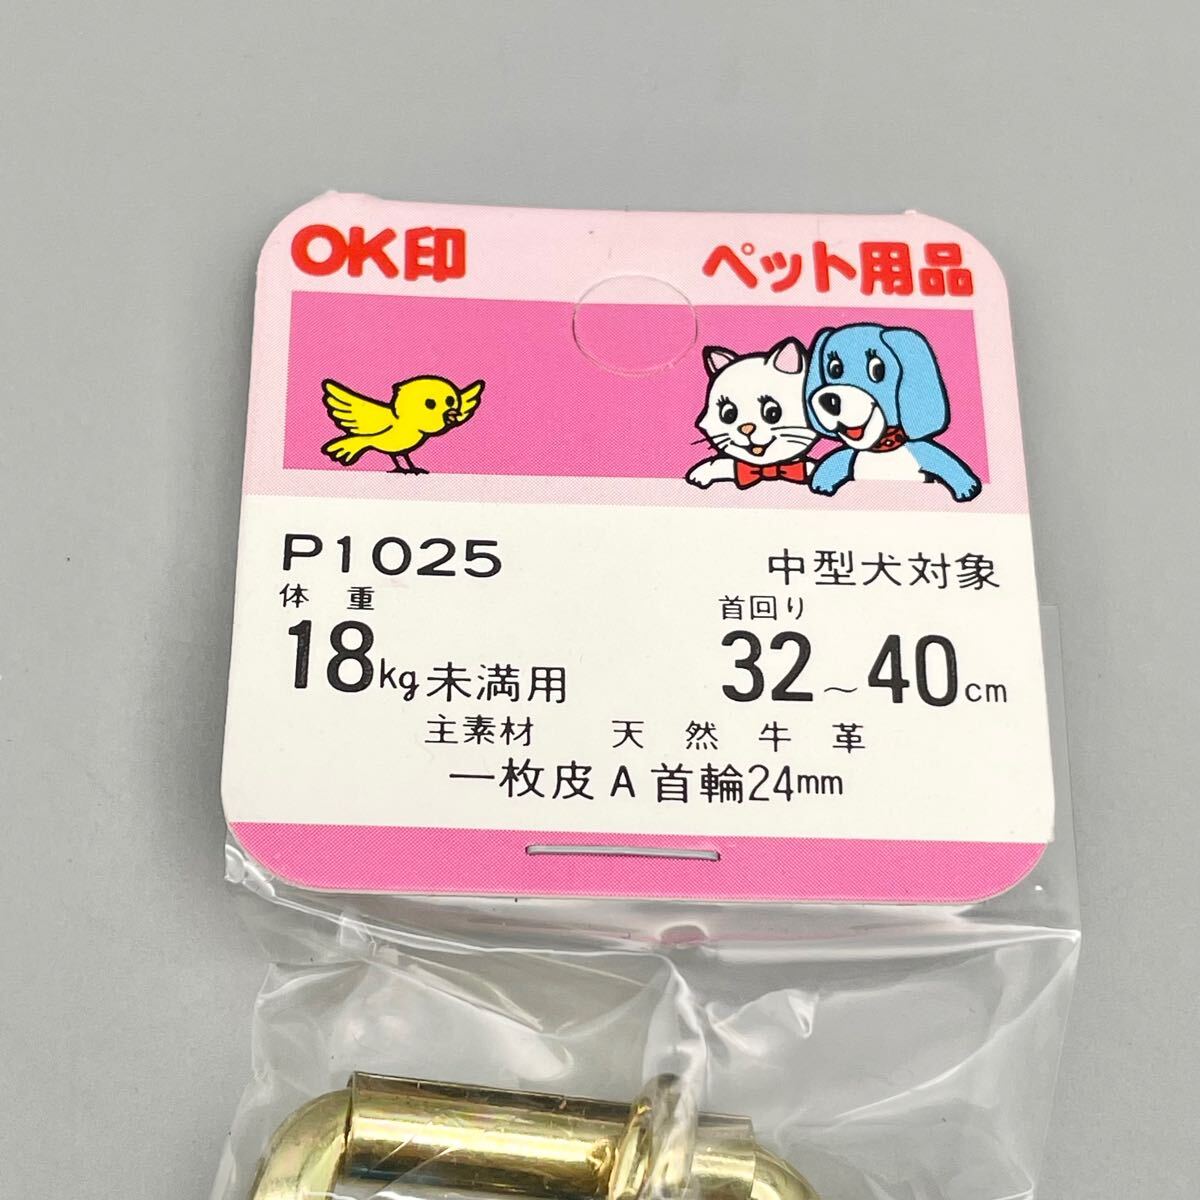 OK印 ペット用品
P1025 中型犬対象
体重 首回り
18kg未満用 32～40cm
主素材 天然牛革
一枚皮A首輪24mm